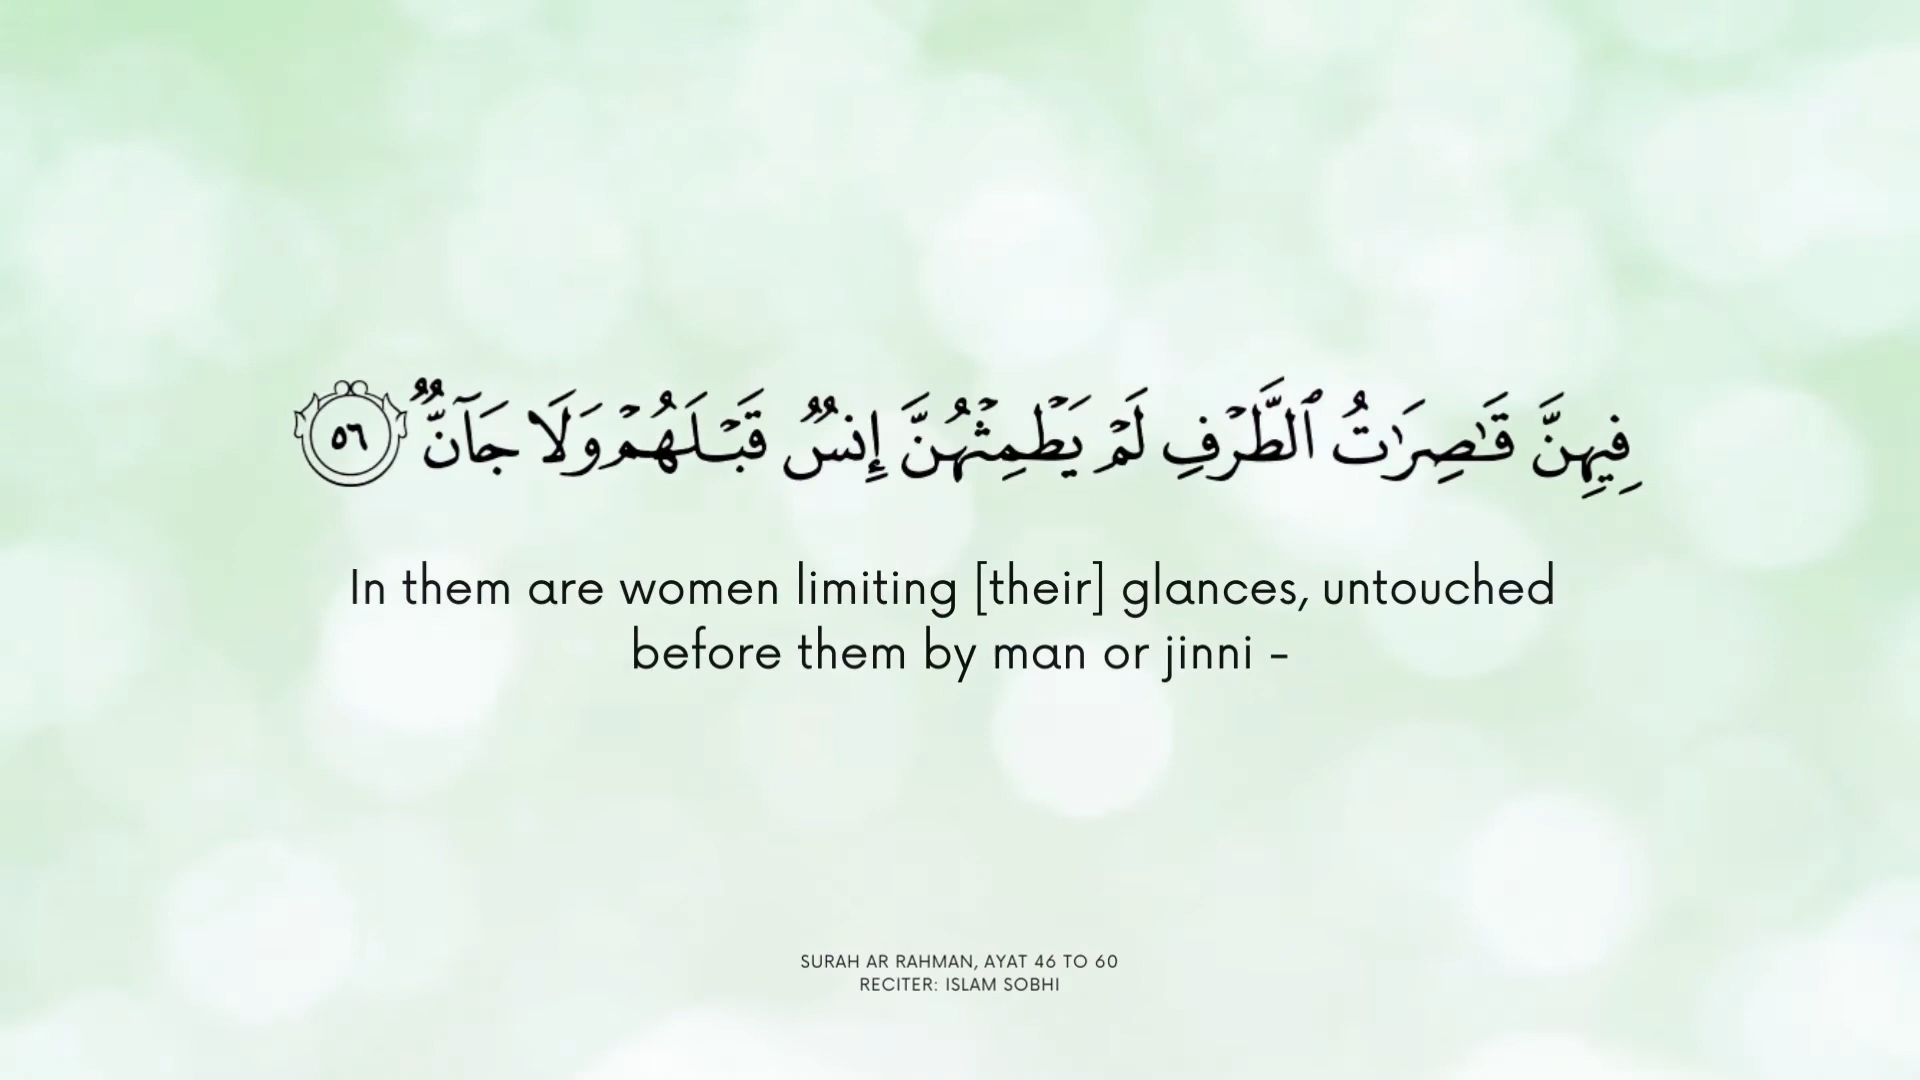 فِيهِنَّ قَـٰصِرَٰتُ ٱلطَّرْفِ لَمْ يَطْمِثْهُنَّ إِنسٌ قَبْلَهُمْ وَلَا جَآنٌّ ٥٦
In them are women limiting [their] glances, untouched
before them by man or jinni -
SURAH AR RAHMAN, AYAT 46 TO 60
RECITER: ISLAM SOBHI